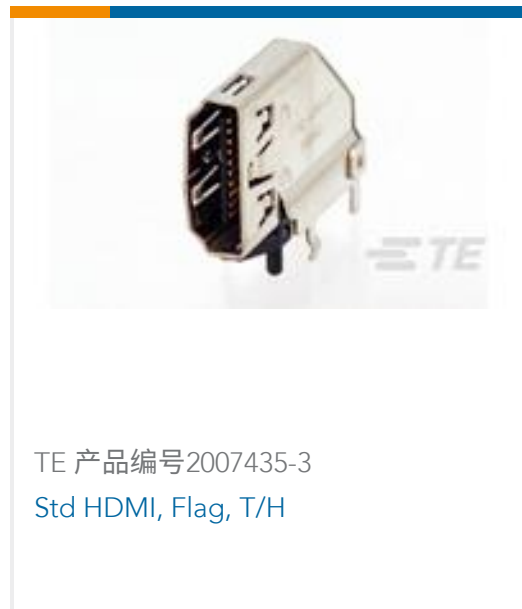 TE
TE 产品编号2007435-3
Std HDMI, Flag, T/H